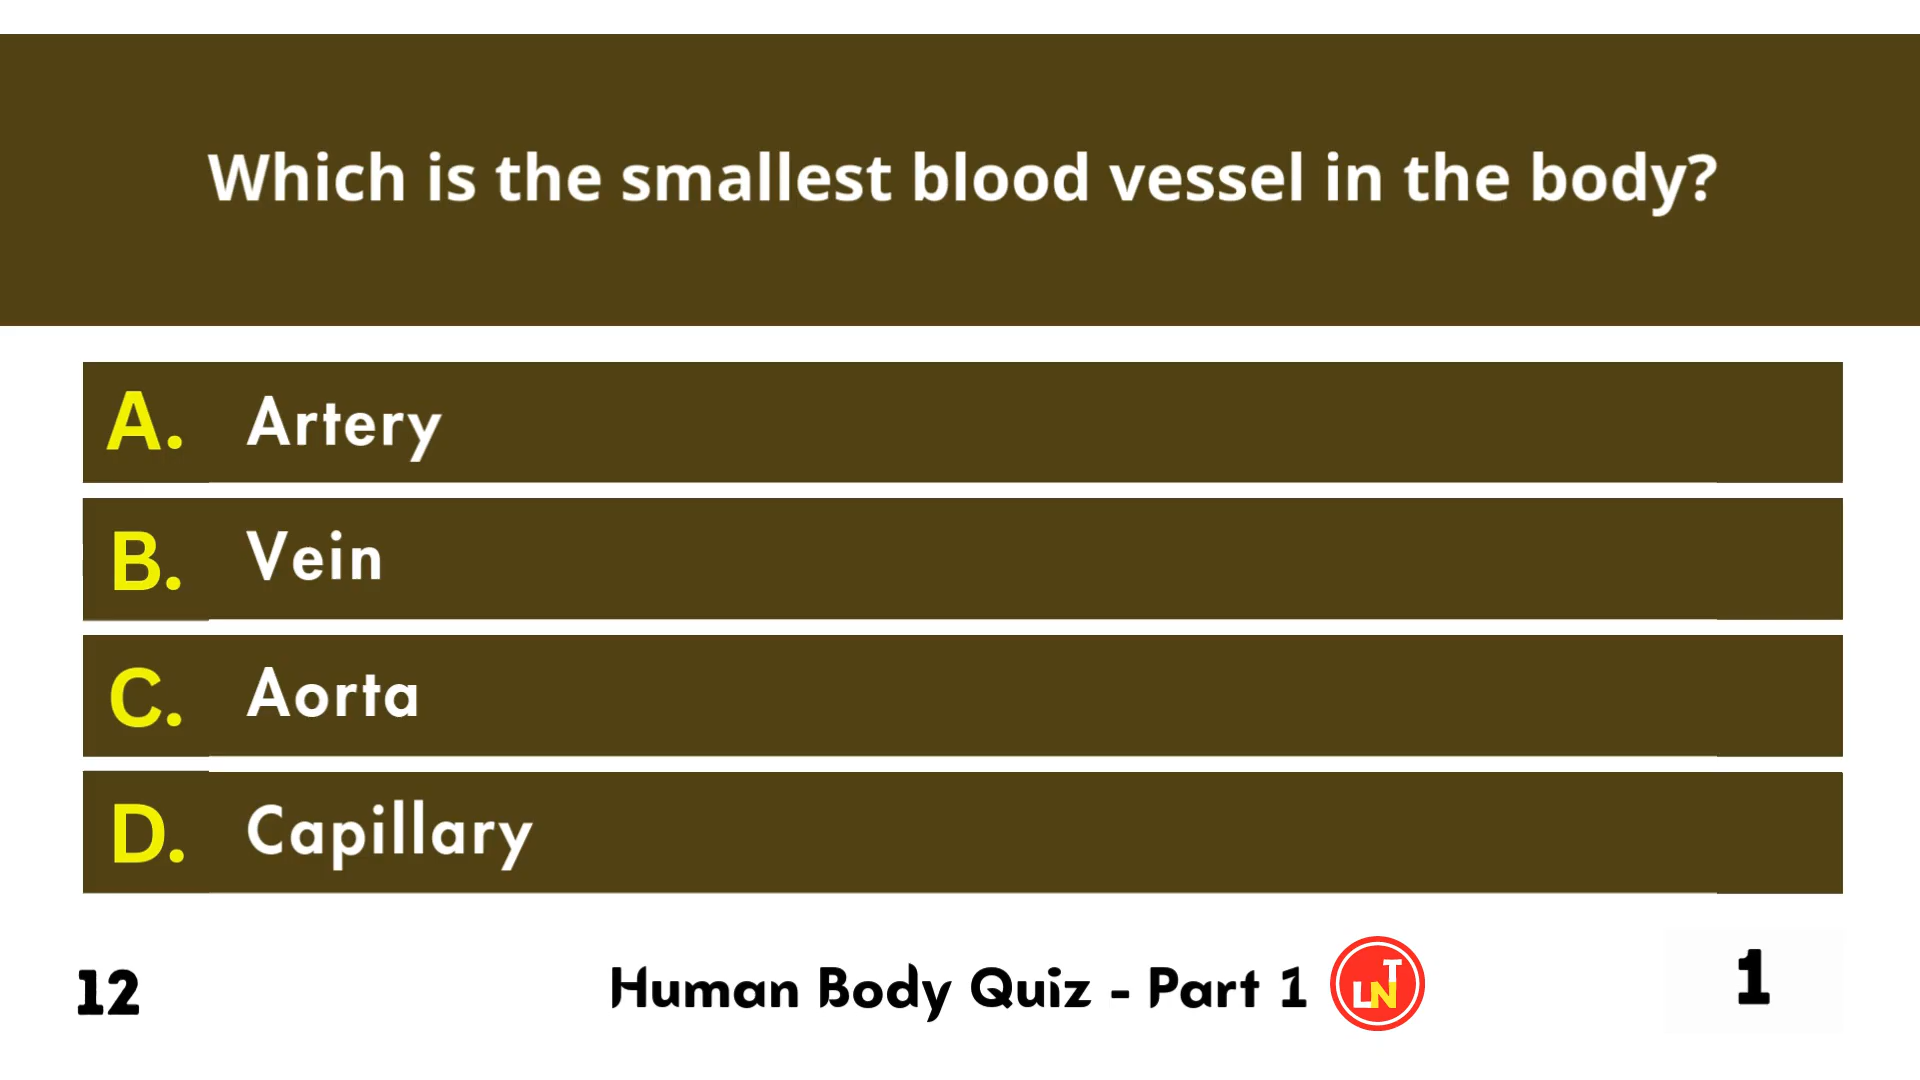 Which is the smallest blood vessel in the body?
A. Artery
B. Vein
C. Aorta
D. Capillary
12
Human Body Quiz - Part 1
LNT
1